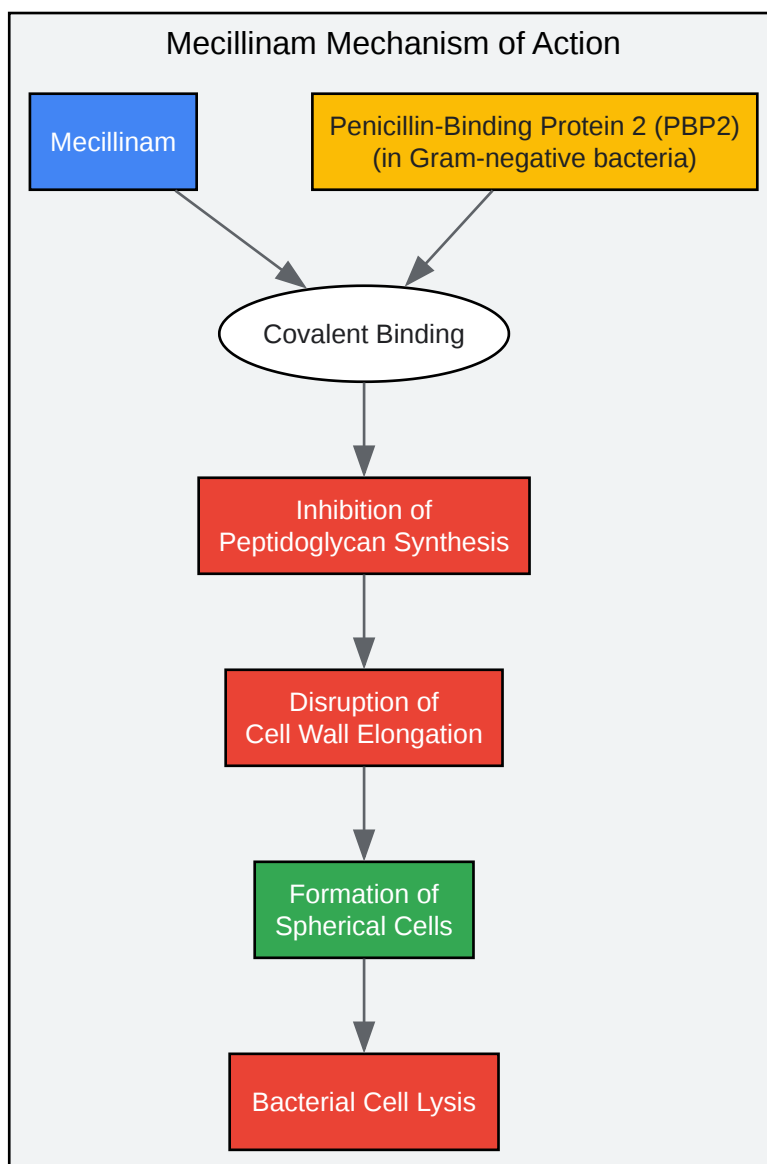 Mecillinam Mechanism of Action
Mecillinam
Penicillin-Binding Protein 2 (PBP2)
(in Gram-negative bacteria)
Covalent Binding
Inhibition of
Peptidoglycan Synthesis
Disruption of
Cell Wall Elongation
Formation of
Spherical Cells
Bacterial Cell Lysis